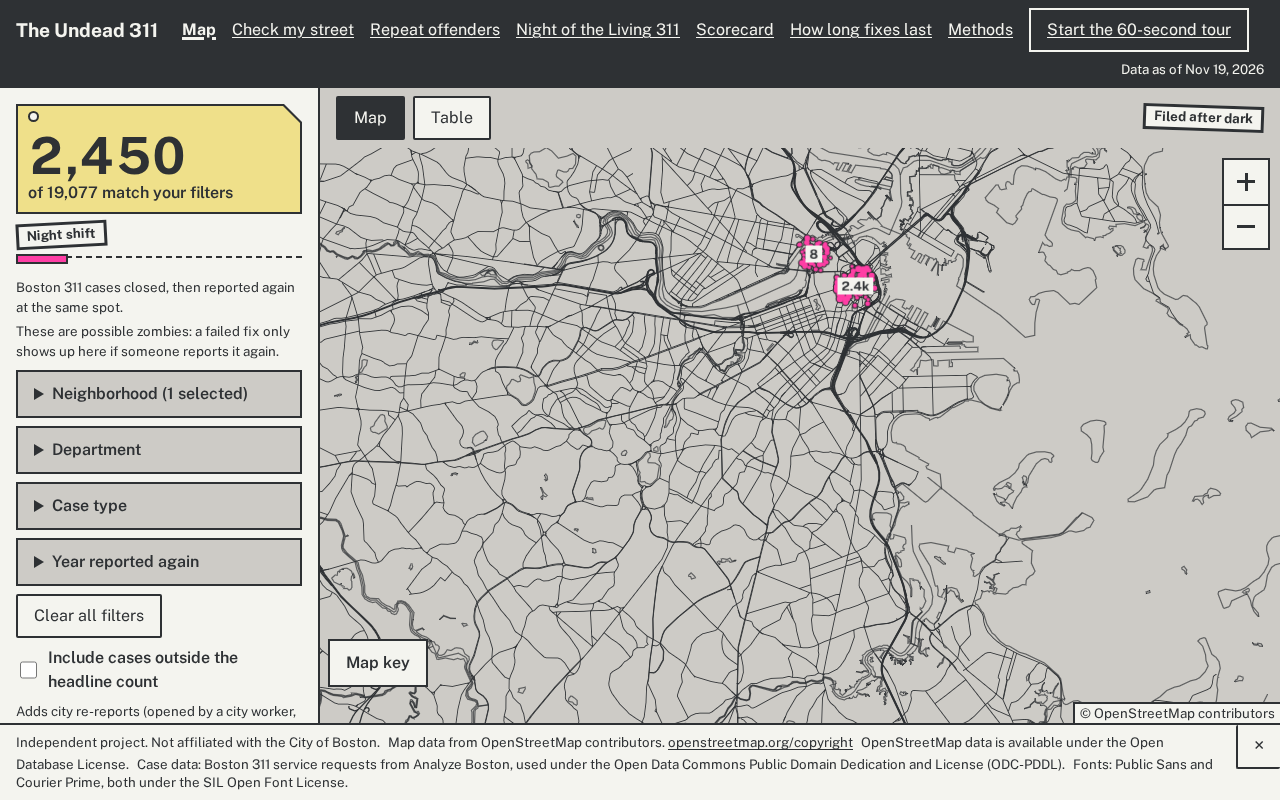 The Undead 311 Map Check my street Repeat offenders Night of the Living 311 Scorecard How long fixes last Methods Start the 60-second tour
Data as of Nov 19, 2026
2,450
of 19,077 match your filters
Night shift
Boston 311 cases closed, then reported again
at the same spot.
These are possible zombies: a failed fix only
shows up here if someone reports it again.
Neighborhood (1 selected)
Department
Case type
Year reported again
Clear all filters
Include cases outside the
headline count
Adds city re-reports (opened by a city worker,
Map Table
Filed after dark
+
−
8
2.4k
Map key
© OpenStreetMap contributors
Independent project. Not affiliated with the City of Boston. Map data from OpenStreetMap contributors. openstreetmap.org/copyright OpenStreetMap data is available under the Open
Database License. Case data: Boston 311 service requests from Analyze Boston, used under the Open Data Commons Public Domain Dedication and License (ODC-PDDL). Fonts: Public Sans and
Courier Prime, both under the SIL Open Font License.
×